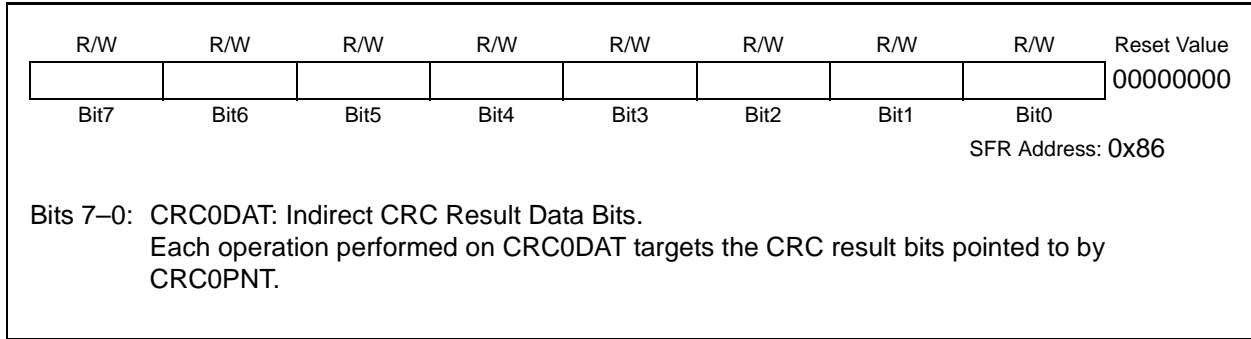 R/W R/W R/W R/W R/W R/W R/W R/W Reset Value
00000000
Bit7 Bit6 Bit5 Bit4 Bit3 Bit2 Bit1 Bit0
SFR Address: 0x86
Bits 7–0: CRC0DAT: Indirect CRC Result Data Bits.
Each operation performed on CRC0DAT targets the CRC result bits pointed to by
CRC0PNT.